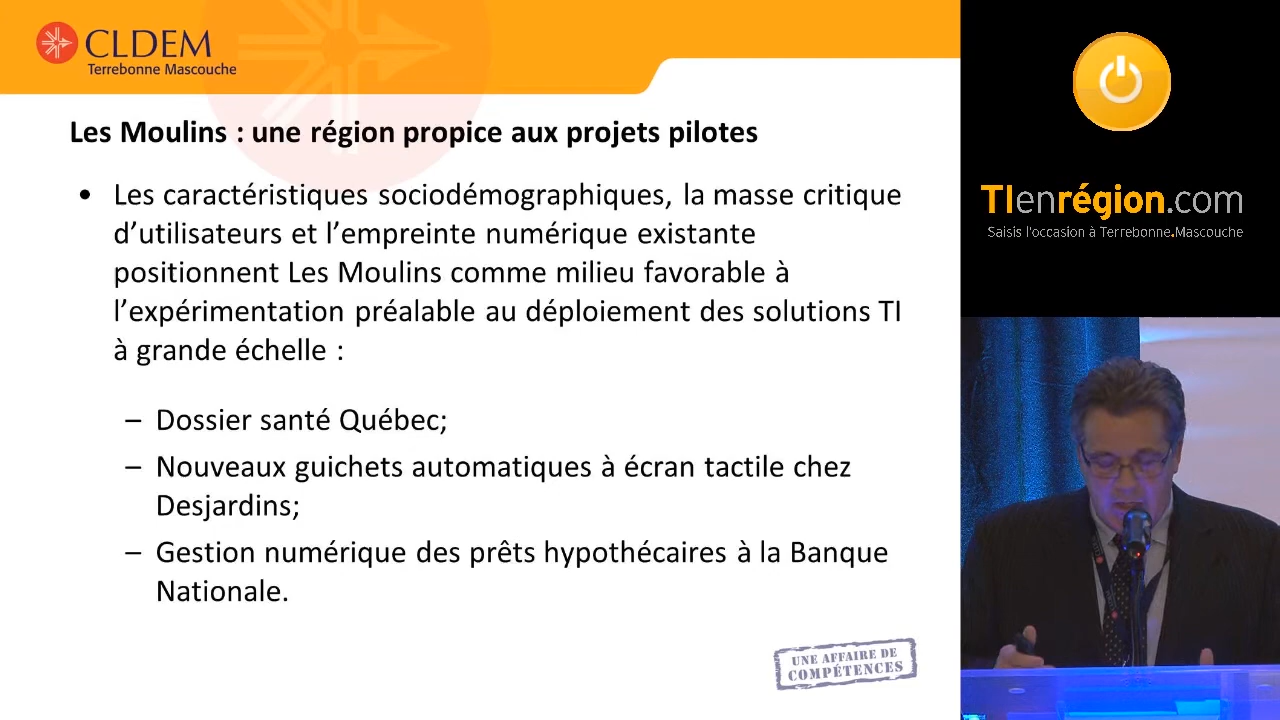 CLDEM
Terrebonne Mascouche
Les Moulins : une région propice aux projets pilotes
• Les caractéristiques sociodémographiques, la masse critique
d’utilisateurs et l’empreinte numérique existante
positionnent Les Moulins comme milieu favorable à
l’expérimentation préalable au déploiement des solutions TI
à grande échelle :
– Dossier santé Québec;
– Nouveaux guichets automatiques à écran tactile chez
Desjardins;
– Gestion numérique des prêts hypothécaires à la Banque
Nationale.
UNE AFFAIRE DE
COMPÉTENCES
TIenrégion.com
Saisis l'occasion à Terrebonne.Mascouche